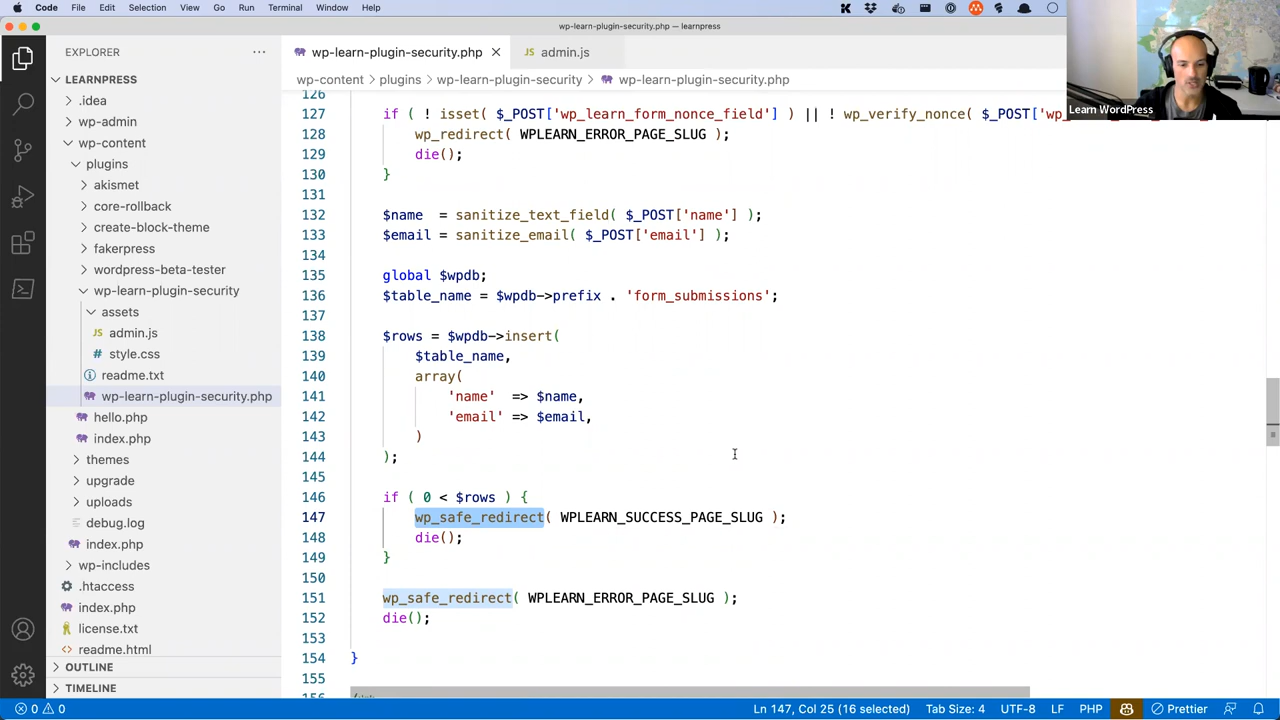 Code File Edit Selection View Go Run Terminal Window Help
wp-learn-plugin-security.php — learnpress
EXPLORER
wp-learn-plugin-security.php
JS admin.js
Learn WordPress
wp-content > plugins > wp-learn-plugin-security > wp-learn-plugin-security.php
LEARNPRESS
.idea
wp-admin
wp-content
plugins
akismet
core-rollback
create-block-theme
fakerpress
wordpress-beta-tester
wp-learn-plugin-security
assets
JS admin.js
# style.css
readme.txt
wp-learn-plugin-security.php
hello.php
index.php
themes
upgrade
uploads
debug.log
index.php
wp-includes
.htaccess
index.php
license.txt
readme.html
OUTLINE
TIMELINE
126
127 if ( ! isset( $_POST['wp_learn_form_nonce_field'] ) || ! wp_verify_nonce( $_POST['wp_
128 wp_redirect( WPLEARN_ERROR_PAGE_SLUG );
129 die();
130 }
131
132 $name = sanitize_text_field( $_POST['name'] );
133 $email = sanitize_email( $_POST['email'] );
134
135 global $wpdb;
136 $table_name = $wpdb->prefix . 'form_submissions';
137
138 $rows = $wpdb->insert(
139 $table_name,
140 array(
141 'name' => $name,
142 'email' => $email,
143 )
144 );
145
146 if ( 0 < $rows ) {
147 wp_safe_redirect( WPLEARN_SUCCESS_PAGE_SLUG );
148 die();
149 }
150
151 wp_safe_redirect( WPLEARN_ERROR_PAGE_SLUG );
152 die();
153
154 }
155
156
0 0 Ln 147, Col 25 (16 selected) Tab Size: 4 UTF-8 LF PHP Prettier